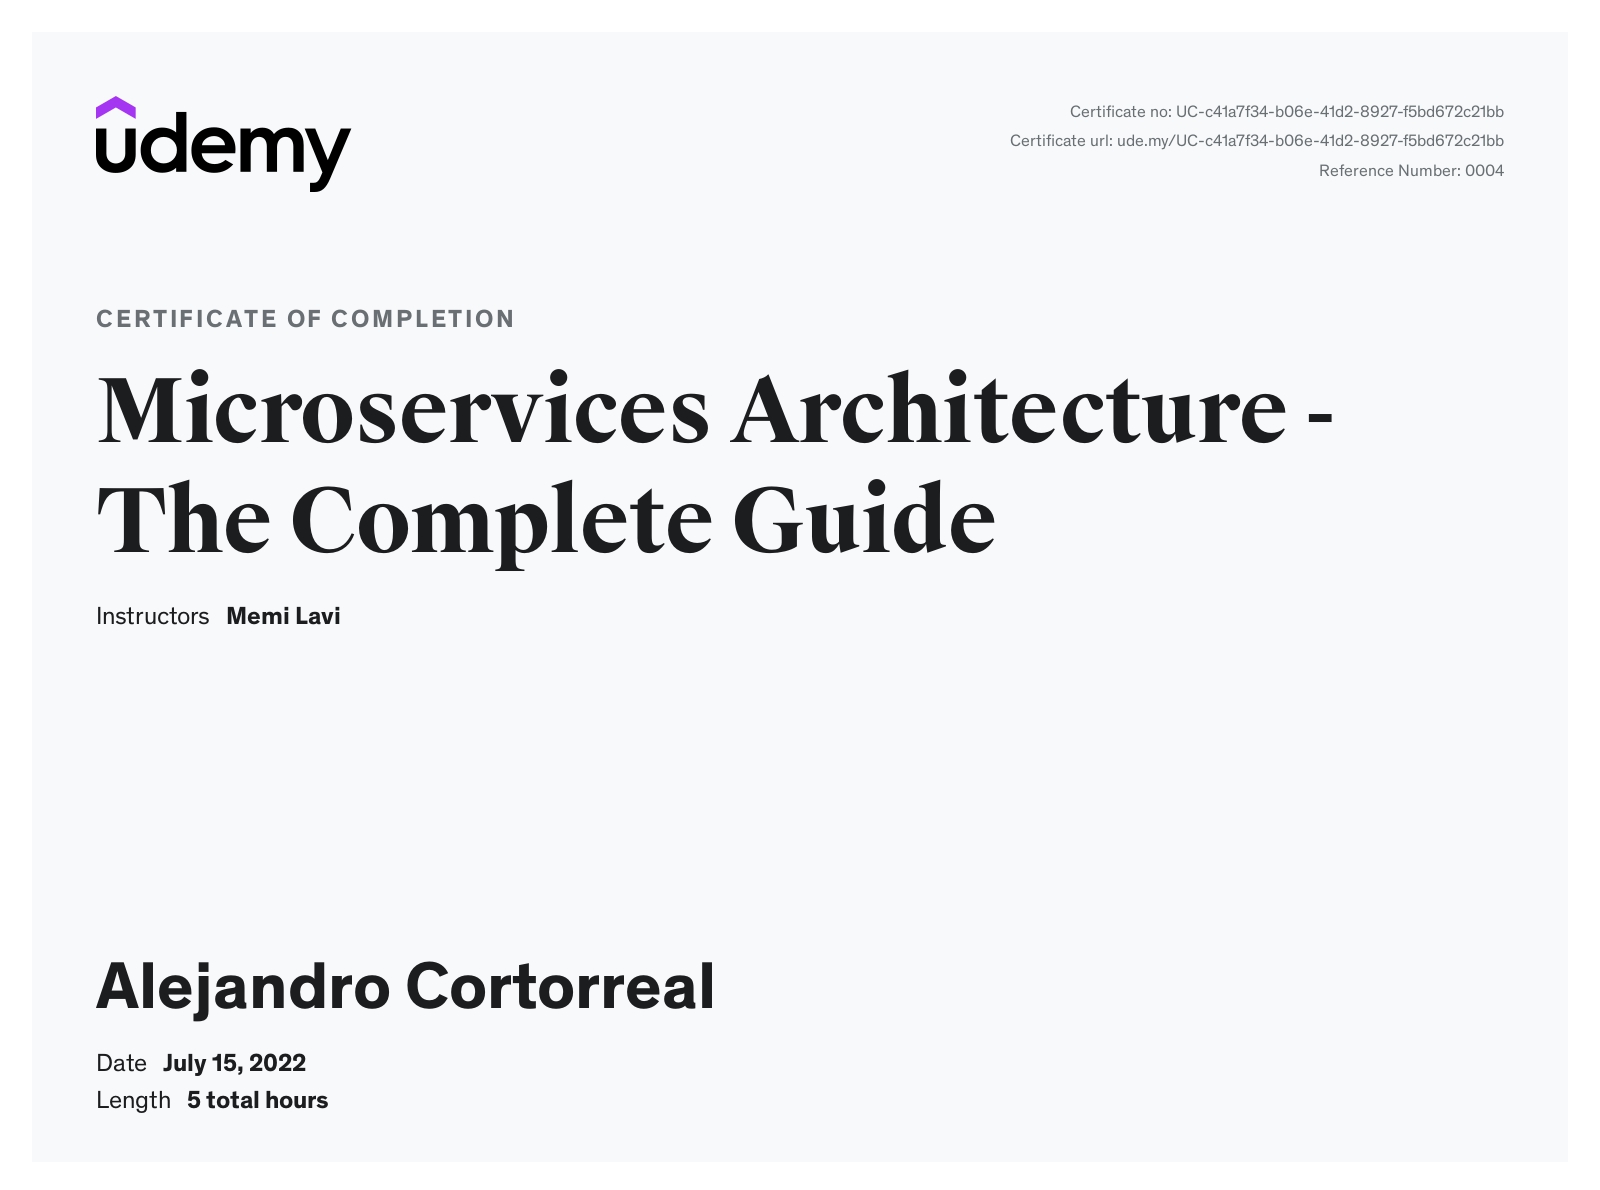 udemy
Certificate no: UC-c41a7f34-b06e-41d2-8927-f5bd672c21bb
Certificate url: ude.my/UC-c41a7f34-b06e-41d2-8927-f5bd672c21bb
Reference Number: 0004
CERTIFICATE OF COMPLETION
Microservices Architecture -
The Complete Guide
Instructors Memi Lavi
Alejandro Cortorreal
Date July 15, 2022
Length 5 total hours